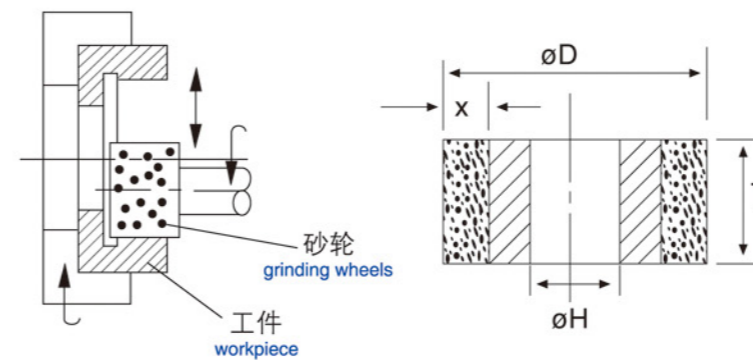 砂轮
grinding wheels
工件
workpiece
øD
x
øH